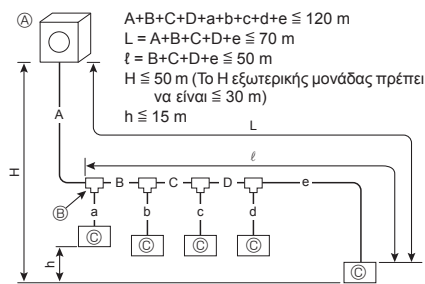 Ⓐ
A+B+C+D+a+b+c+d+e ≦ 120 m
L = A+B+C+D+e ≦ 70 m
ℓ = B+C+D+e ≦ 50 m
H ≦ 50 m (Το H εξωτερικής μονάδας πρέπει
να είναι ≦ 30 m)
h ≦ 15 m
A
L
H
ℓ
B C D e
Ⓑ a b c d
Ⓒ Ⓒ Ⓒ Ⓒ
h
Ⓒ